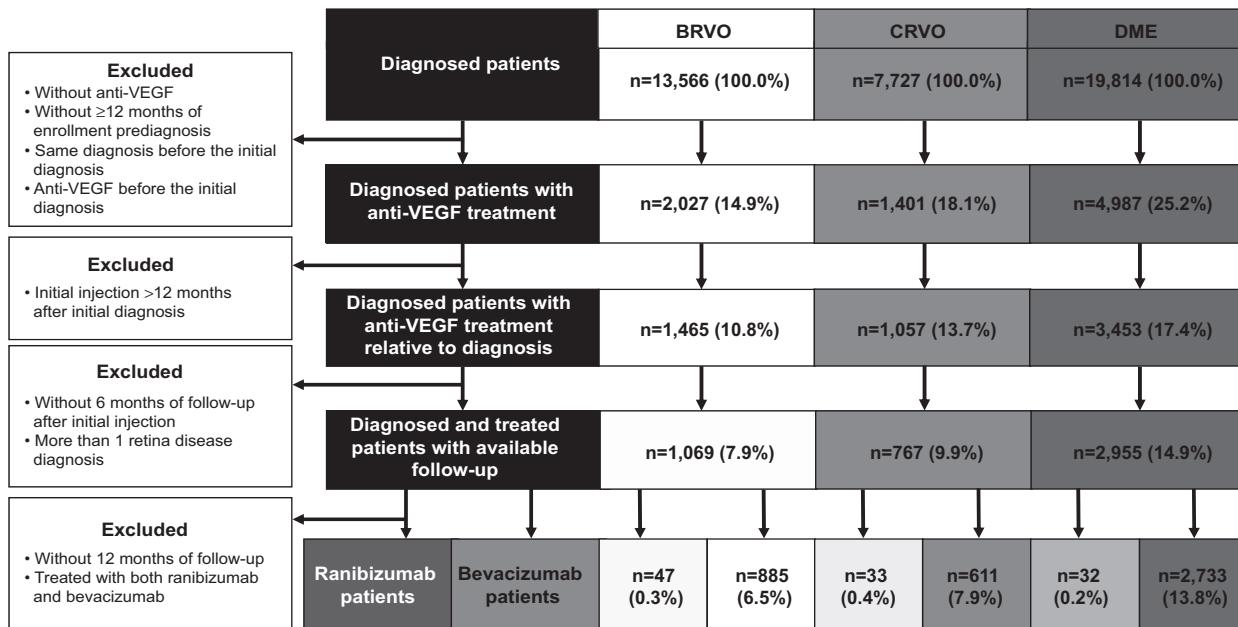 BRVO
CRVO
DME
Diagnosed patients
n=13,566 (100.0%)
n=7,727 (100.0%)
n=19,814 (100.0%)
Excluded
• Without anti-VEGF
• Without ≥12 months of
enrollment prediagnosis
• Same diagnosis before the initial
diagnosis
• Anti-VEGF before the initial
diagnosis
Diagnosed patients with
anti-VEGF treatment
n=2,027 (14.9%)
n=1,401 (18.1%)
n=4,987 (25.2%)
Excluded
• Initial injection >12 months
after initial diagnosis
Diagnosed patients with
anti-VEGF treatment
relative to diagnosis
n=1,465 (10.8%)
n=1,057 (13.7%)
n=3,453 (17.4%)
Excluded
• Without 6 months of follow-up
after initial injection
• More than 1 retina disease
diagnosis
Diagnosed and treated
patients with available
follow-up
n=1,069 (7.9%)
n=767 (9.9%)
n=2,955 (14.9%)
Excluded
• Without 12 months of follow-up
• Treated with both ranibizumab
and bevacizumab
Ranibizumab
patients
Bevacizumab
patients
n=47
(0.3%)
n=885
(6.5%)
n=33
(0.4%)
n=611
(7.9%)
n=32
(0.2%)
n=2,733
(13.8%)